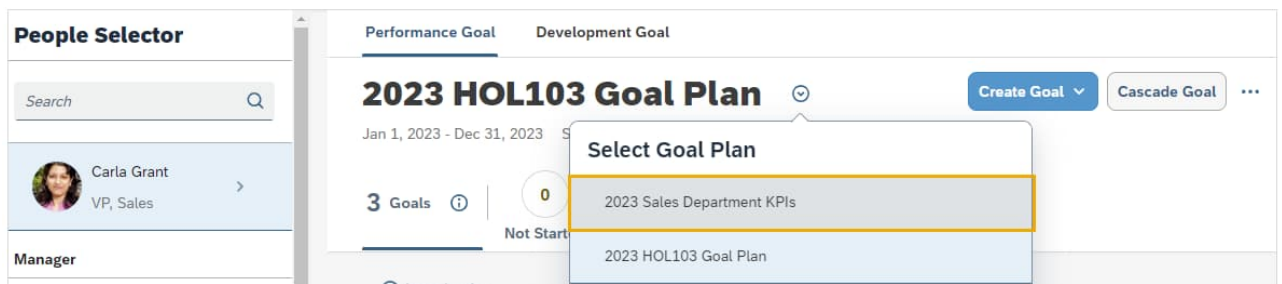 People Selector
Search
Carla Grant
VP, Sales
Manager
Performance Goal Development Goal
2023 HOL103 Goal Plan
Create Goal
Cascade Goal
Jan 1, 2023 - Dec 31, 2023
Select Goal Plan
2023 Sales Department KPIs
2023 HOL103 Goal Plan
3 Goals
0
Not